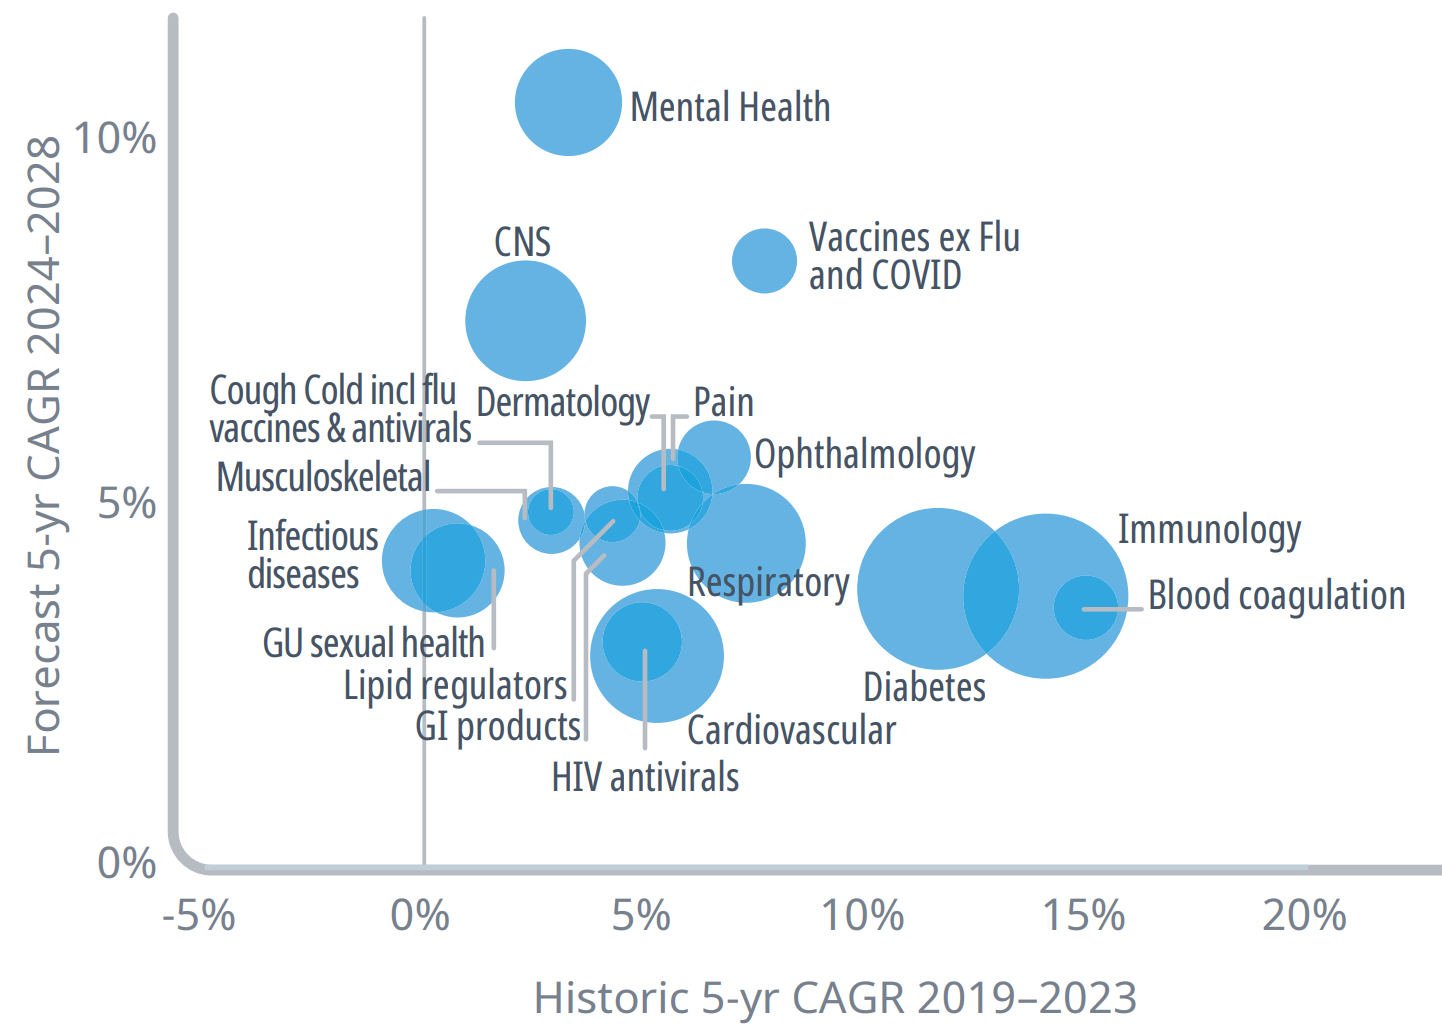 Forecast 5-yr CAGR 2024–2028
10%
5%
0%
Mental Health
CNS
Vaccines ex Flu
and COVID
Cough Cold incl flu
vaccines & antivirals
Dermatology
Pain
Ophthalmology
Musculoskeletal
Infectious
diseases
Immunology
Respiratory
Blood coagulation
GU sexual health
Lipid regulators
Diabetes
GI products
Cardiovascular
HIV antivirals
-5%
0%
5%
10%
15%
20%
Historic 5-yr CAGR 2019–2023